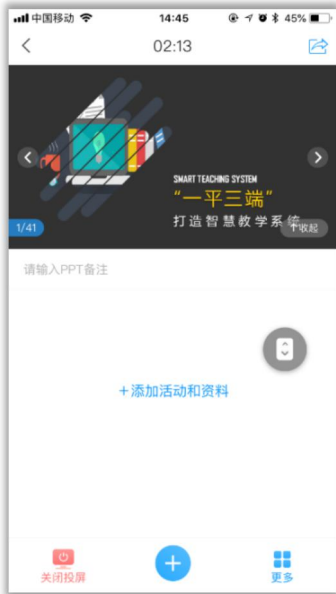 中国移动 14:45 45%
02:13
SMART TEACHING SYSTEM
“一平三端”
打造智慧教学系统
1/41
收起
请输入PPT备注
+添加活动和资料
关闭投屏
更多